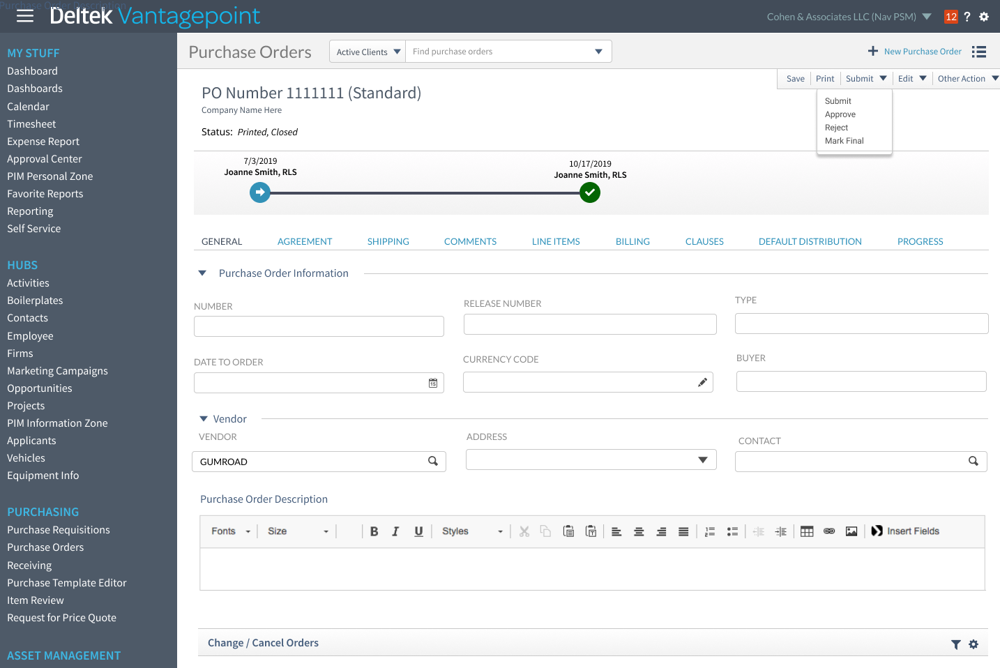 Purchase Order Description
Deltek Vantagepoint
Cohen & Associates LLC (Nav PSM)
12
?
MY STUFF
Dashboard
Dashboards
Calendar
Timesheet
Expense Report
Approval Center
PIM Personal Zone
Favorite Reports
Reporting
Self Service
HUBS
Activities
Boilerplates
Contacts
Employee
Firms
Marketing Campaigns
Opportunities
Projects
PIM Information Zone
Applicants
Vehicles
Equipment Info
PURCHASING
Purchase Requisitions
Purchase Orders
Receiving
Purchase Template Editor
Item Review
Request for Price Quote
ASSET MANAGEMENT
Purchase Orders
Active Clients
Find purchase orders
New Purchase Order
Save Print Submit Edit Other Action
Submit
Approve
Reject
Mark Final
PO Number 1111111 (Standard)
Company Name Here
Status: Printed, Closed
7/3/2019
Joanne Smith, RLS
10/17/2019
Joanne Smith, RLS
GENERAL AGREEMENT SHIPPING COMMENTS LINE ITEMS BILLING CLAUSES DEFAULT DISTRIBUTION PROGRESS
Purchase Order Information
NUMBER RELEASE NUMBER TYPE
DATE TO ORDER CURRENCY CODE BUYER
15
Vendor
VENDOR ADDRESS CONTACT
GUMROAD
Purchase Order Description
Fonts Size B I U Styles Insert Fields
Change / Cancel Orders